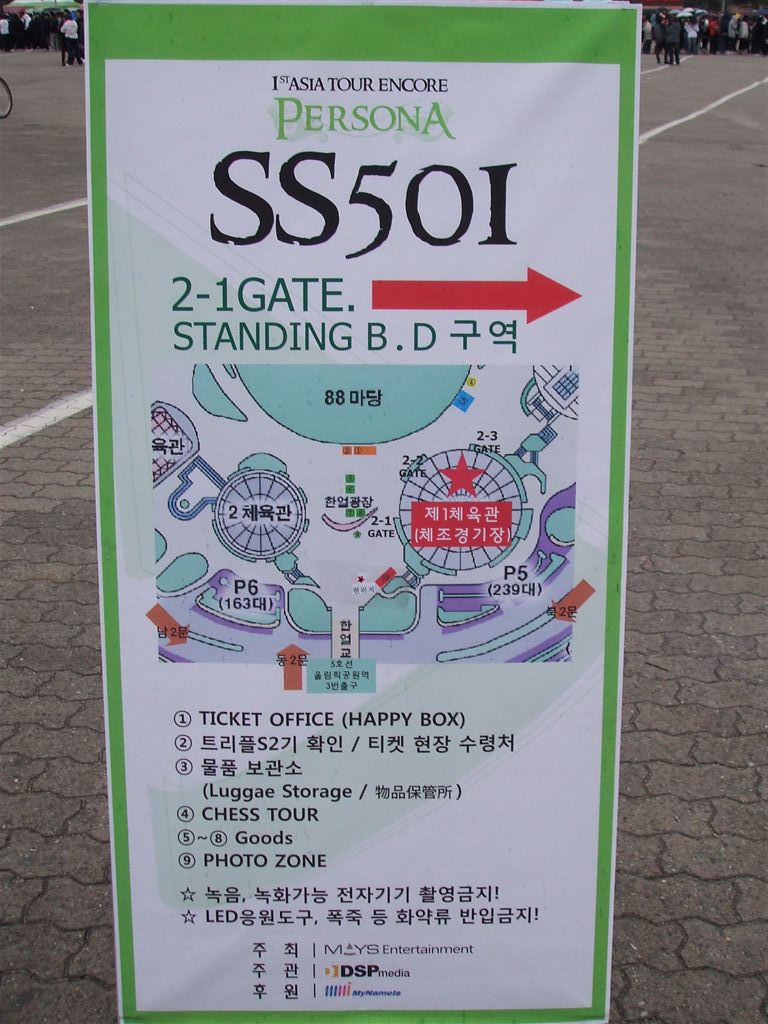 1ST ASIA TOUR ENCORE
PERSONA
SS501
2-1GATE.
STANDING B.D 구역
88 마당
육관
2-3
GATE
2-2
GATE
2 체육관
한얼광장
2-1
GATE
제1체육관
(체조경기장)
현위치
P6
(163대)
P5
(239대)
남2문
북2문
동2문
한얼교
5호선
올림픽공원역
3번출구
① TICKET OFFICE (HAPPY BOX)
② 트리플S2기 확인 / 티켓 현장 수령처
③ 물품 보관소
(Luggae Storage / 物品保管所)
④ CHESS TOUR
⑤~⑧ Goods
⑨ PHOTO ZONE
☆ 녹음, 녹화가능 전자기기 촬영금지!
☆ LED응원도구, 폭죽 등 화약류 반입금지!
주 최 | MAYS Entertainment
주 관 | DSPmedia
후 원 | MyNameis